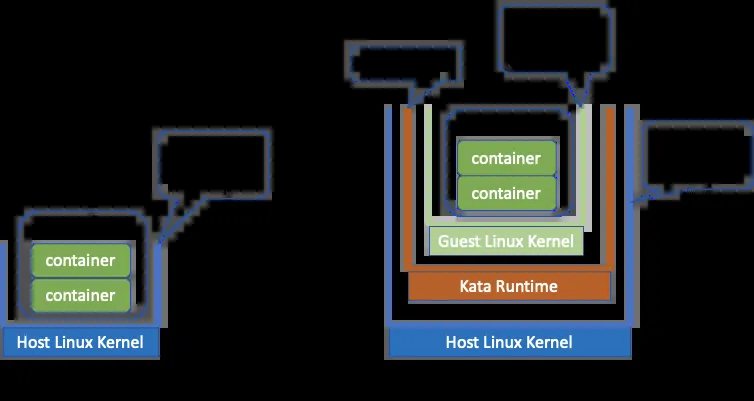 container
container
Host Linux Kernel
container
container
Guest Linux Kernel
Kata Runtime
Host Linux Kernel